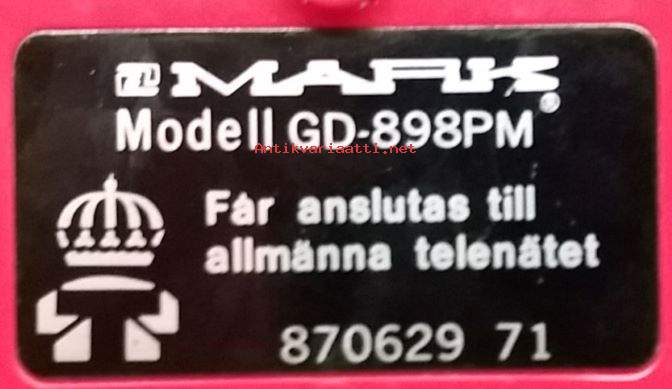 MARK®
Modell GD-898PM
Antikvariaatti.net
Får anslutas till
allmänna telenätet
870629 71